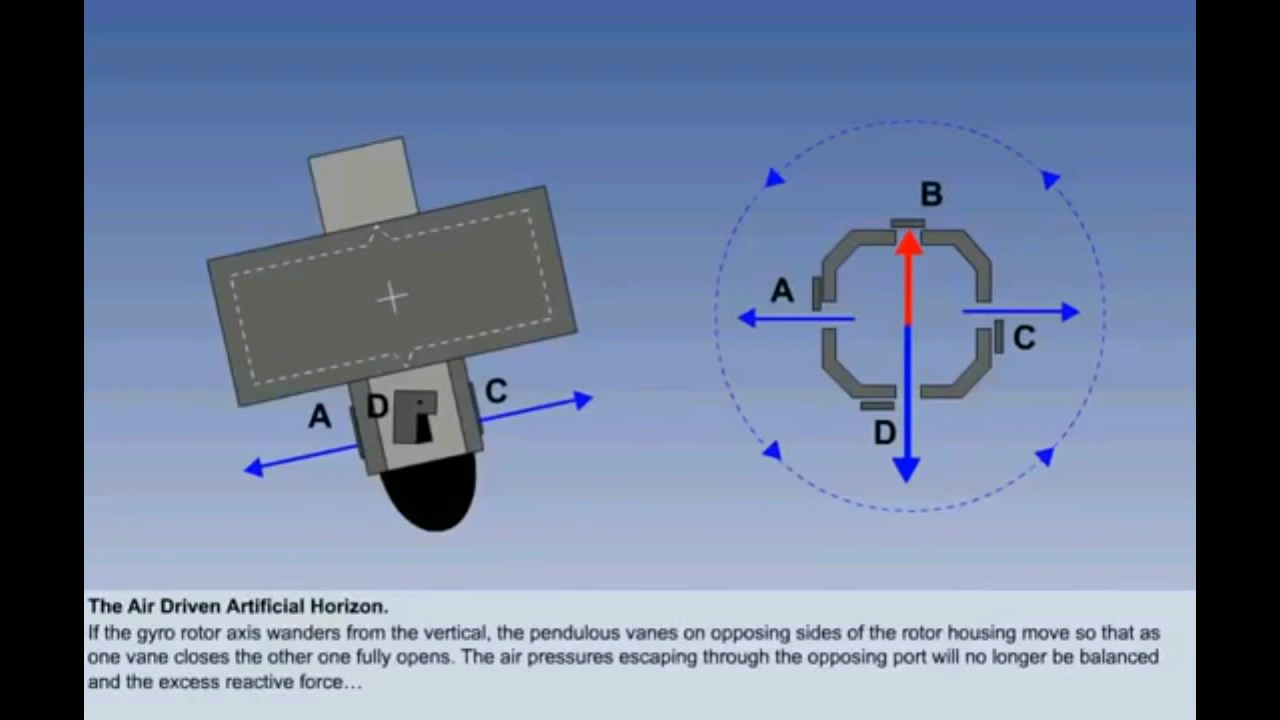 B
A
C
D
A
D
C
The Air Driven Artificial Horizon.
If the gyro rotor axis wanders from the vertical, the pendulous vanes on opposing sides of the rotor housing move so that as
one vane closes the other one fully opens. The air pressures escaping through the opposing port will no longer be balanced
and the excess reactive force...